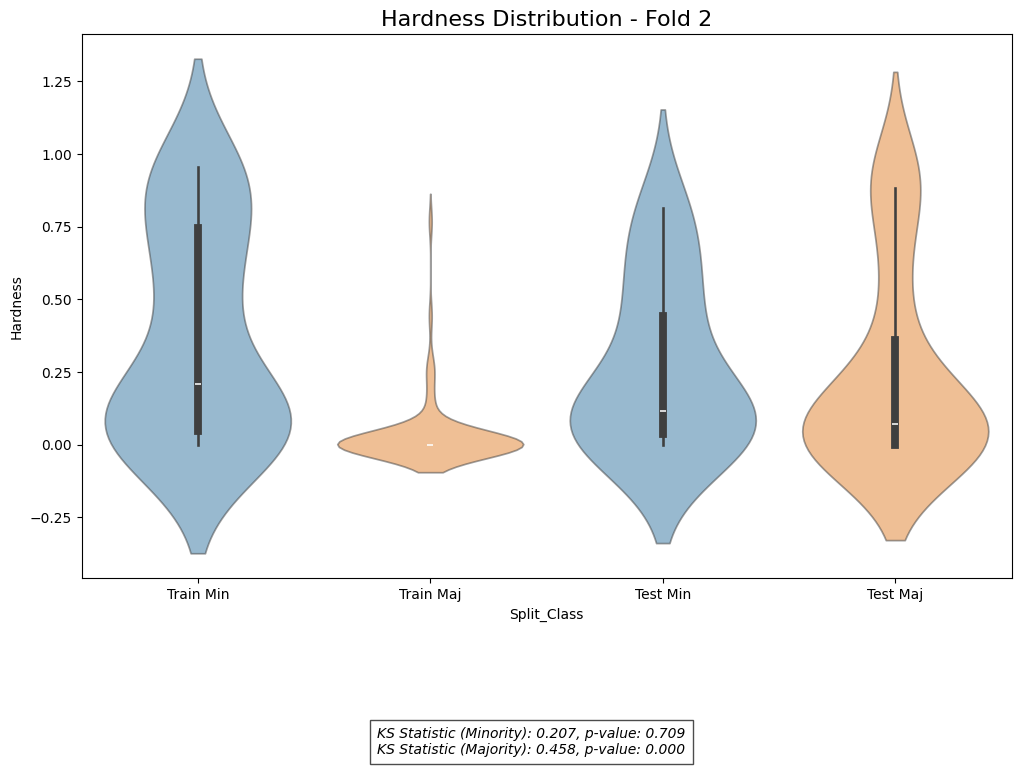 Hardness Distribution - Fold 2
1.25
1.00
0.75
0.50
0.25
0.00
−0.25
Hardness
Train Min
Train Maj
Test Min
Test Maj
Split_Class
KS Statistic (Minority): 0.207, p-value: 0.709
KS Statistic (Majority): 0.458, p-value: 0.000